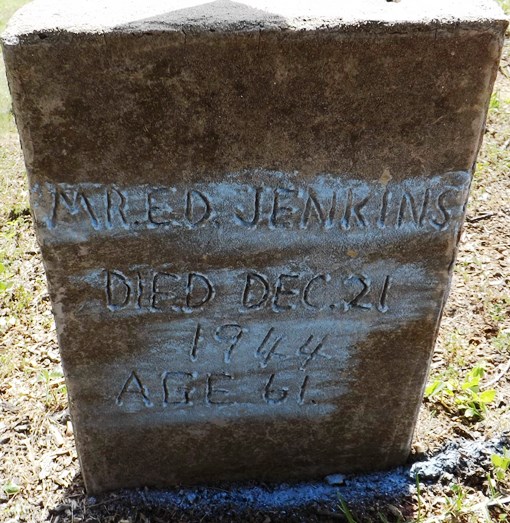 MR.E.D. JENKINS
DIED DEC.21
1944
AGE 61.